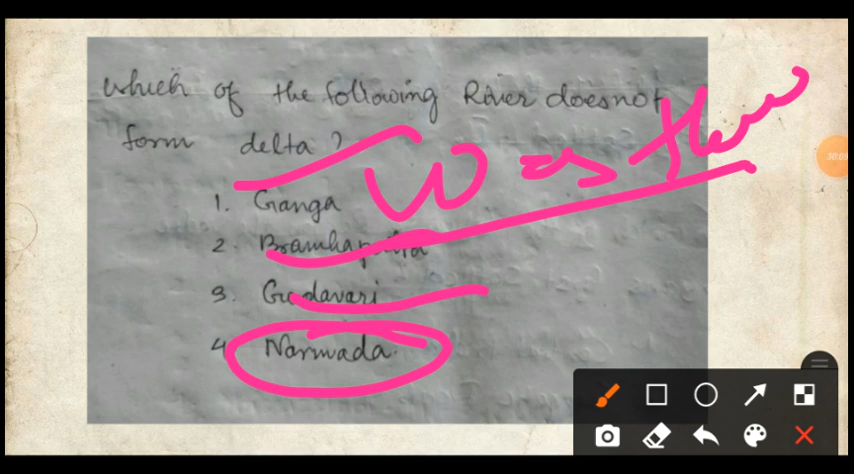 which of the following River doesnot
form delta ?
1. Ganga
2. Bramhaputra
3. Godavari
4. Narmada.